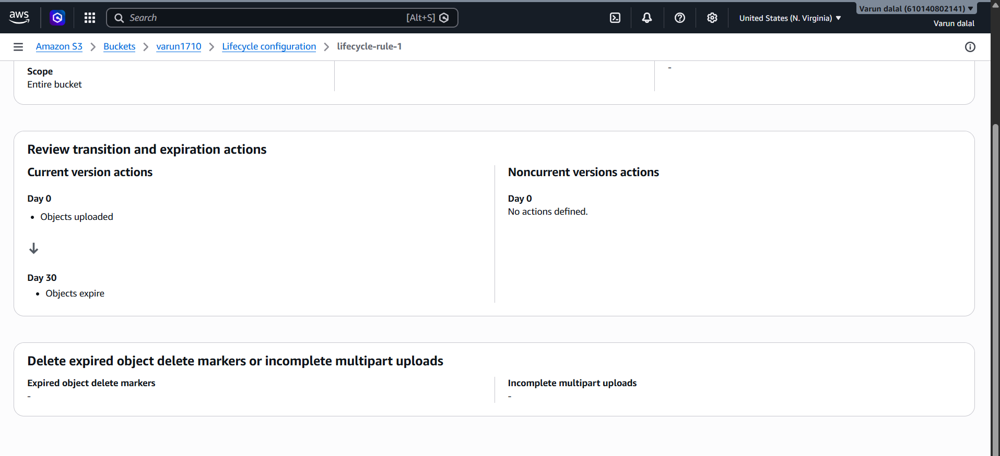 aws
Search [Alt+S]
United States (N. Virginia)
Varun dalal (610140802141)
Varun dalal
Amazon S3 > Buckets > varun1710 > Lifecycle configuration > lifecycle-rule-1
Scope
Entire bucket
-
Review transition and expiration actions
Current version actions
Day 0
• Objects uploaded
↓
Day 30
• Objects expire
Noncurrent versions actions
Day 0
No actions defined.
Delete expired object delete markers or incomplete multipart uploads
Expired object delete markers
-
Incomplete multipart uploads
-